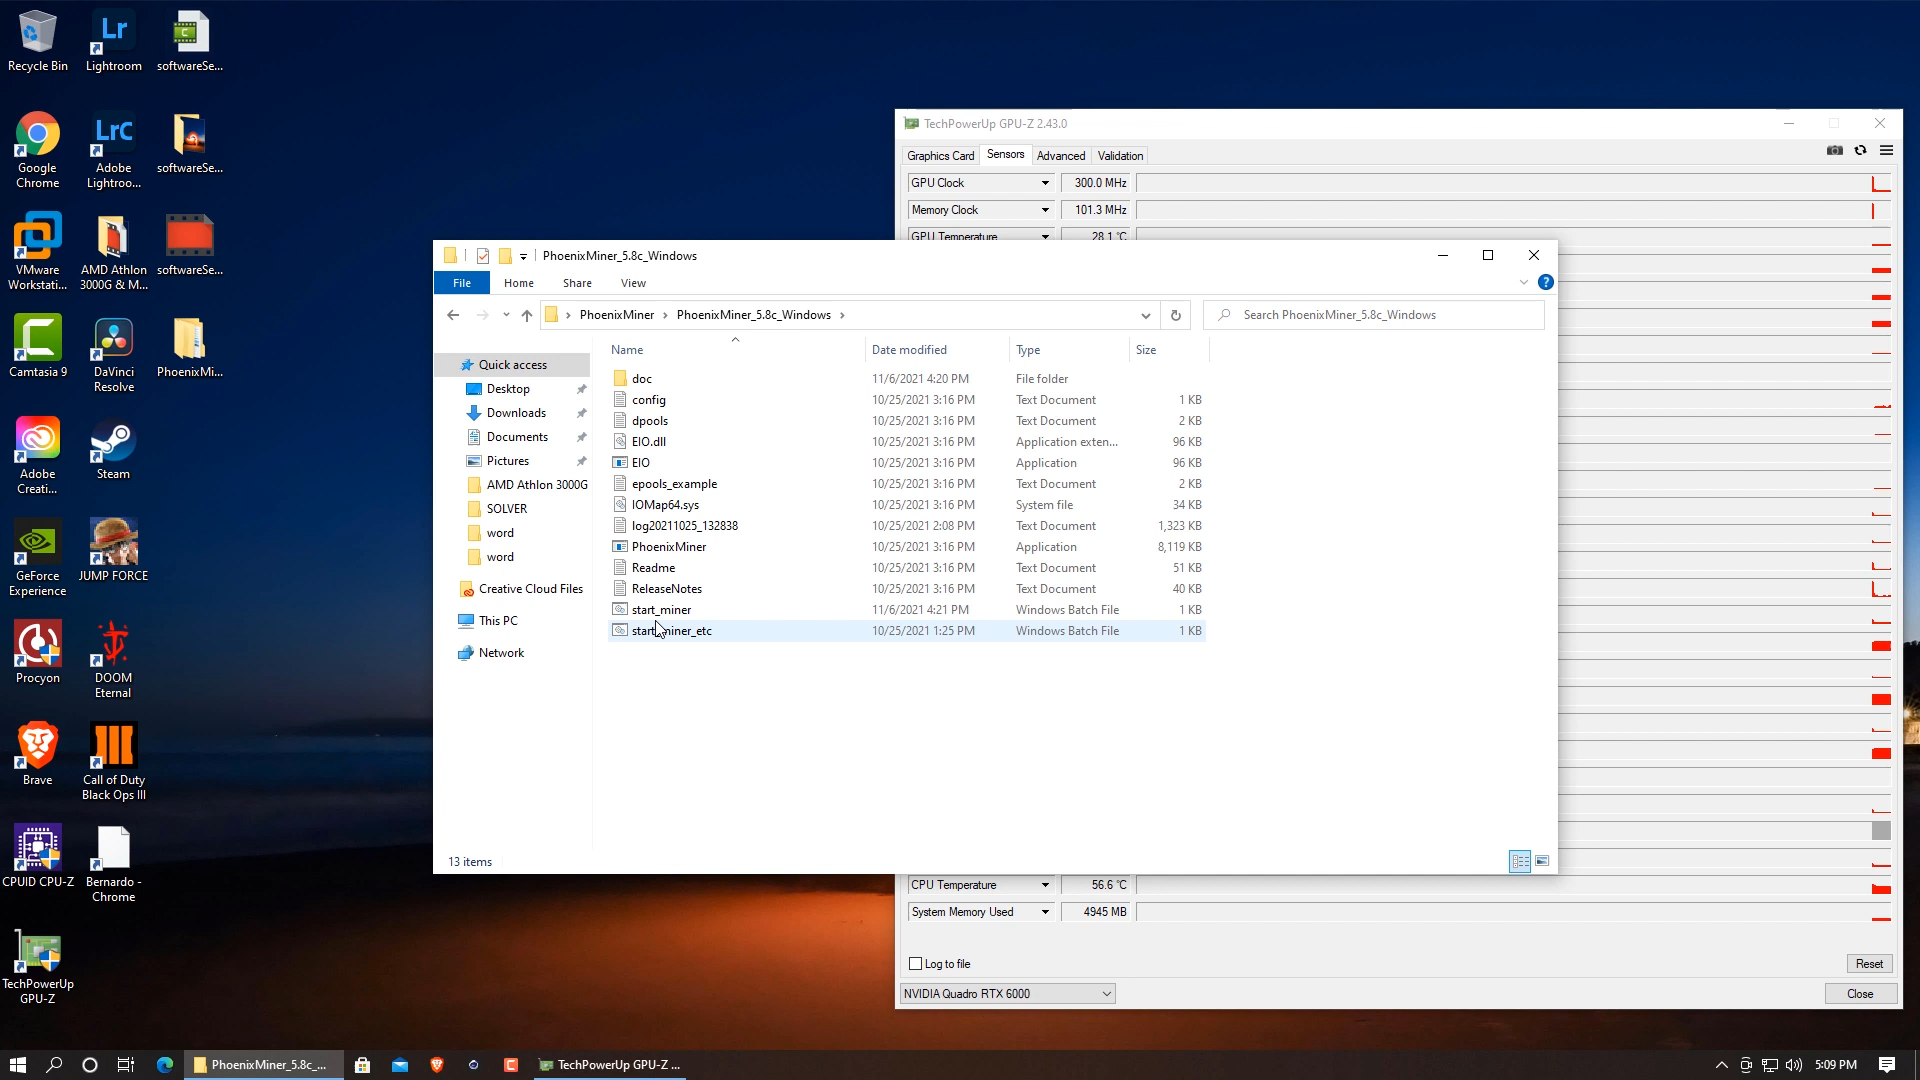 Recycle Bin
Lr
Lightroom
softwareSe...
Google
Chrome
LrC
Adobe
Lightroo...
softwareSe...
VMware
Workstati...
AMD Athlon
3000G & M...
softwareSe...
Camtasia 9
DaVinci
Resolve
PhoenixMi...
Adobe
Creati...
Steam
GeForce
Experience
JUMP FORCE
Procyon
DOOM
Eternal
Brave
Call of Duty
Black Ops III
CPUID CPU-Z
Bernardo -
Chrome
TechPowerUp
GPU-Z
TechPowerUp GPU-Z 2.43.0
Graphics Card
Sensors
Advanced
Validation
GPU Clock
300.0 MHz
Memory Clock
101.3 MHz
GPU Temperature
28.1 °C
PhoenixMiner_5.8c_Windows
File
Home
Share
View
PhoenixMiner
PhoenixMiner_5.8c_Windows
Search PhoenixMiner_5.8c_Windows
Quick access
Desktop
Downloads
Documents
Pictures
AMD Athlon 3000G
SOLVER
word
word
Creative Cloud Files
This PC
Network
Name Date modified Type Size
doc 11/6/2021 4:20 PM File folder
config 10/25/2021 3:16 PM Text Document 1 KB
dpools 10/25/2021 3:16 PM Text Document 2 KB
EIO.dll 10/25/2021 3:16 PM Application exten... 96 KB
EIO 10/25/2021 3:16 PM Application 96 KB
epools_example 10/25/2021 3:16 PM Text Document 2 KB
IOMap64.sys 10/25/2021 3:16 PM System file 34 KB
log20211025_132838 10/25/2021 2:08 PM Text Document 1,323 KB
PhoenixMiner 10/25/2021 3:16 PM Application 8,119 KB
Readme 10/25/2021 3:16 PM Text Document 51 KB
ReleaseNotes 10/25/2021 3:16 PM Text Document 40 KB
start_miner 11/6/2021 4:21 PM Windows Batch File 1 KB
start_miner_etc 10/25/2021 1:25 PM Windows Batch File 1 KB
13 items
CPU Temperature
56.6 °C
System Memory Used
4945 MB
Log to file
Reset
NVIDIA Quadro RTX 6000
Close
PhoenixMiner_5.8c_...
TechPowerUp GPU-Z ...
5:09 PM